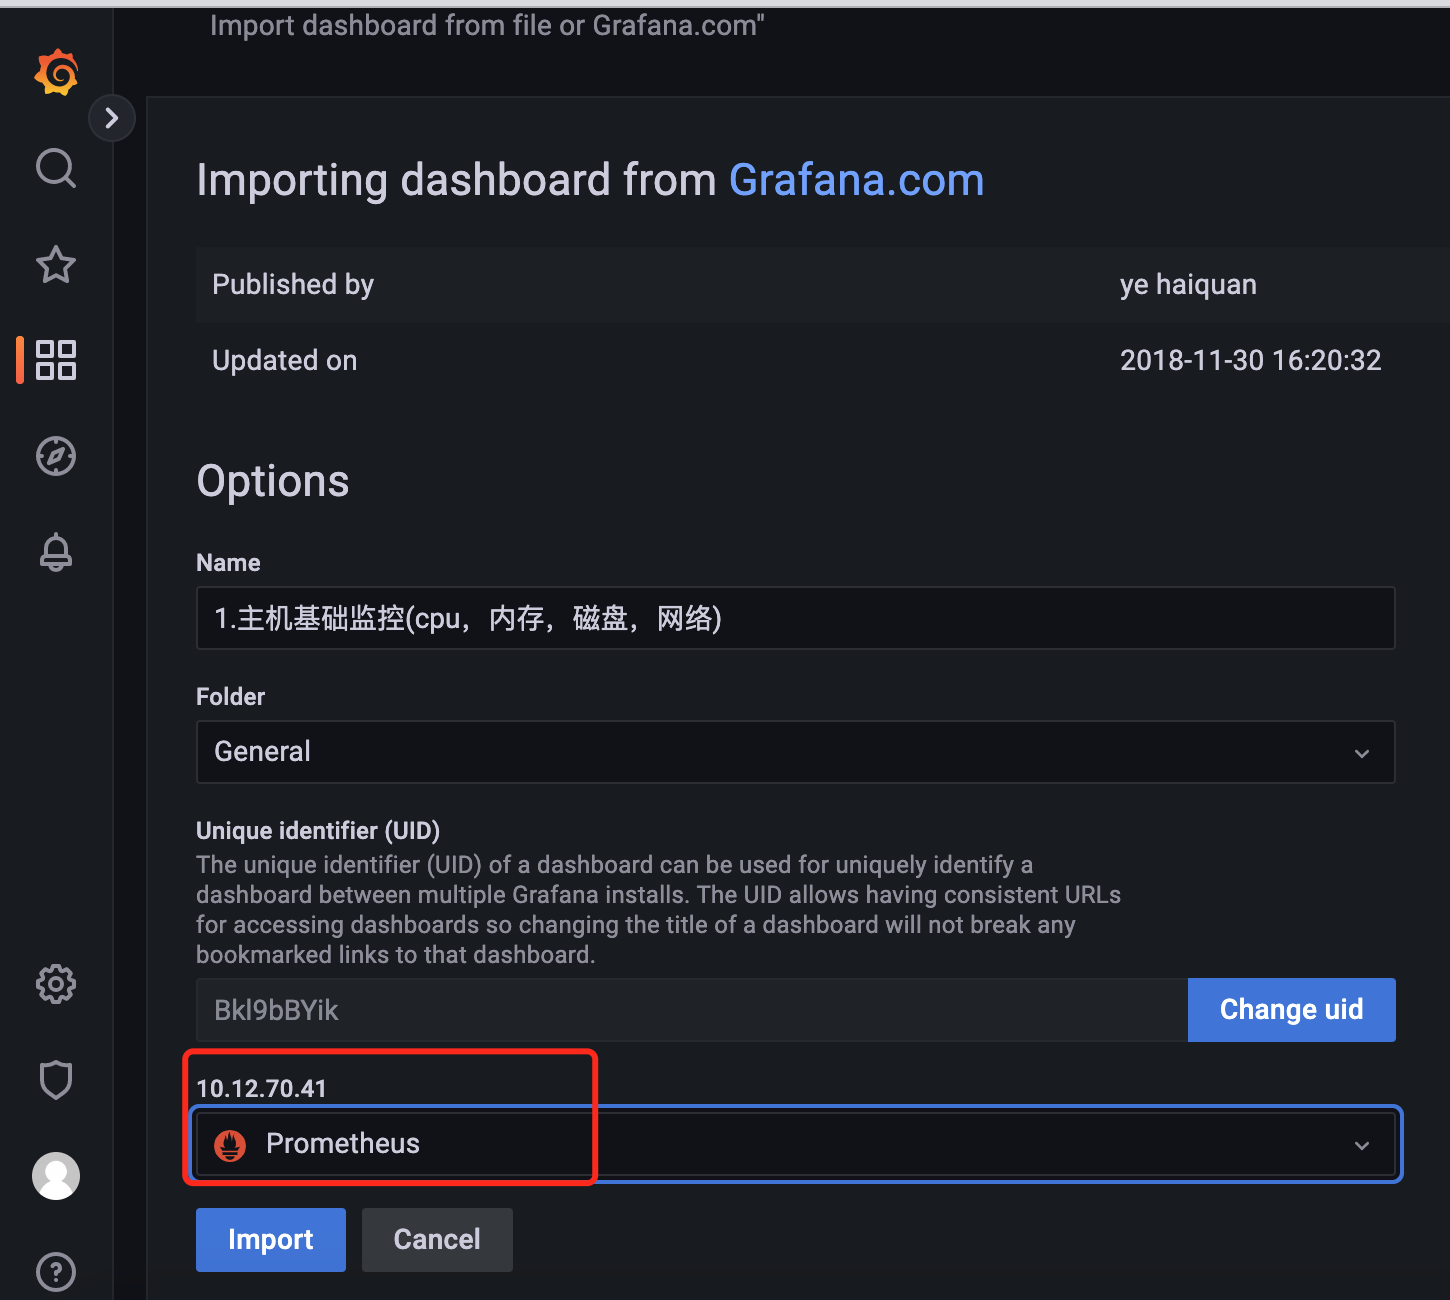 Import dashboard from file or Grafana.com"
Importing dashboard from Grafana.com
Published by ye haiquan
Updated on 2018-11-30 16:20:32
Options
Name
1.主机基础监控(cpu，内存，磁盘，网络)
Folder
General
Unique identifier (UID)
The unique identifier (UID) of a dashboard can be used for uniquely identify a
dashboard between multiple Grafana installs. The UID allows having consistent URLs
for accessing dashboards so changing the title of a dashboard will not break any
bookmarked links to that dashboard.
Bkl9bBYik Change uid
10.12.70.41
Prometheus
Import Cancel